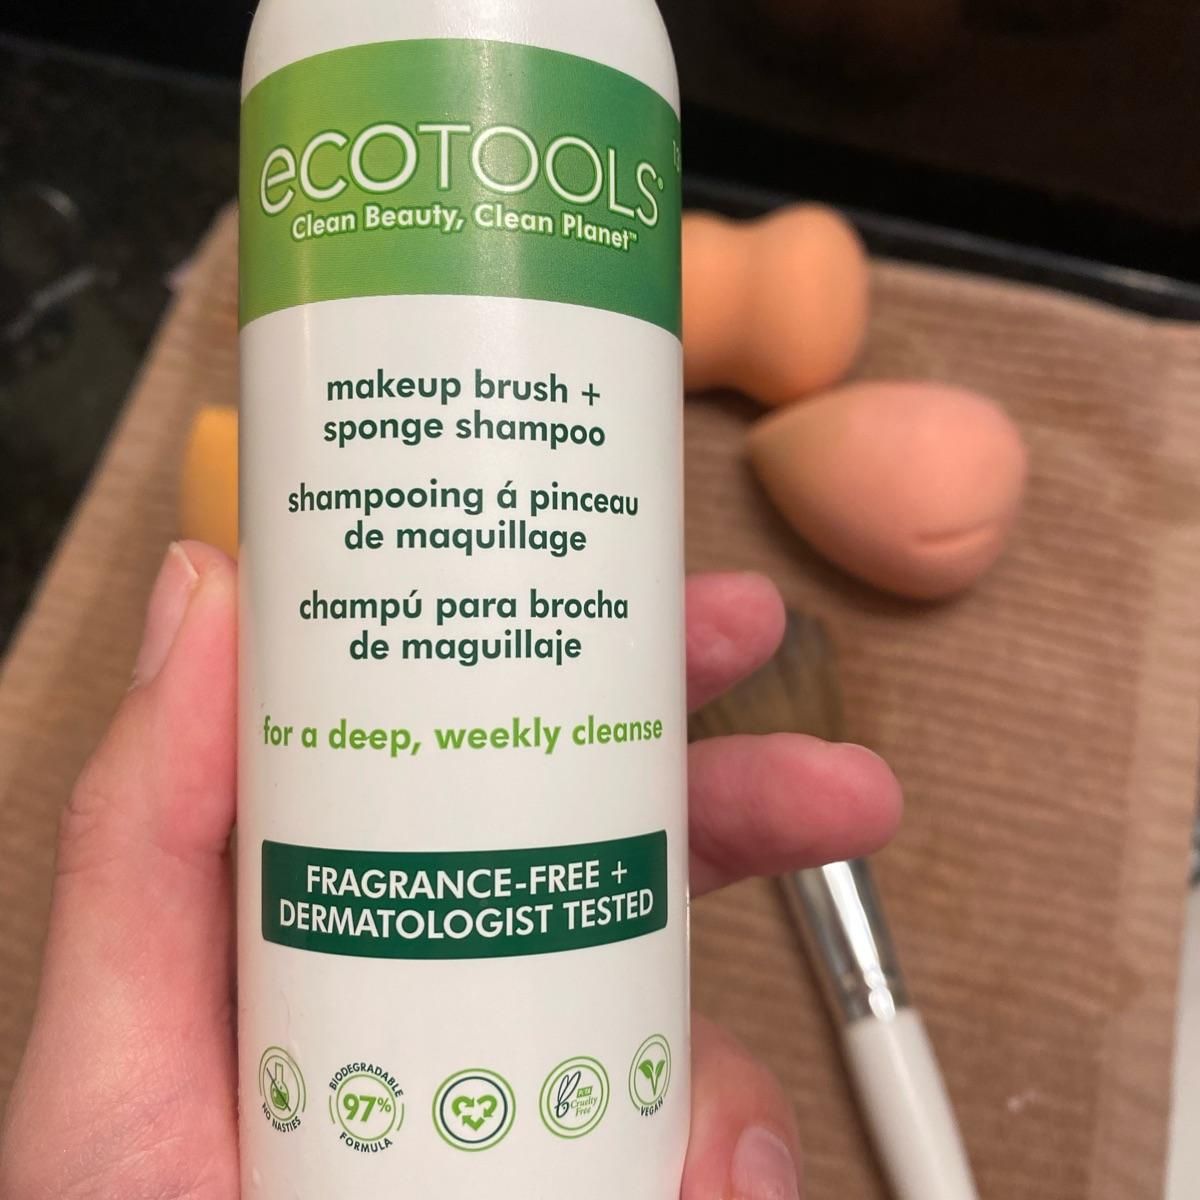 ecoTOOLS®
Clean Beauty, Clean Planet™
makeup brush +
sponge shampoo
shampooing á pinceau
de maquillage
champú para brocha
de maguillaje
for a deep, weekly cleanse
FRAGRANCE-FREE +
DERMATOLOGIST TESTED
NO NASTIES
BIODEGRADABLE
97%
FORMULA
Cruelty
Free
VEGAN